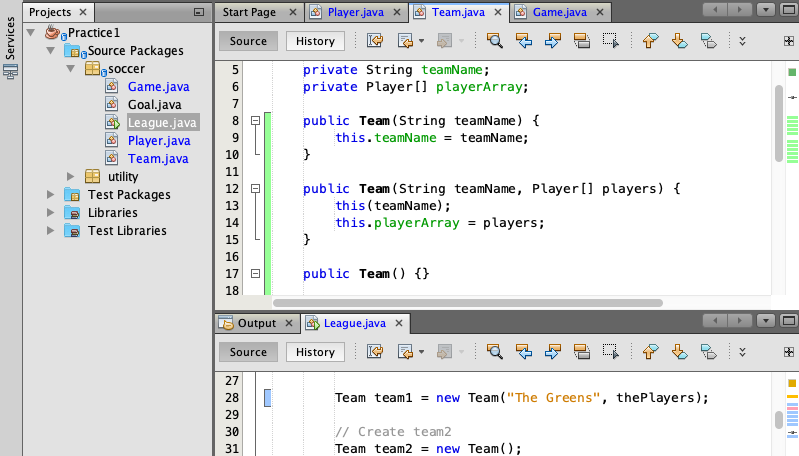 Services
Projects
Practice1
Source Packages
soccer
Game.java
Goal.java
League.java
Player.java
Team.java
utility
Test Packages
Libraries
Test Libraries
Start Page
Player.java
Team.java
Game.java
Source History
5 private String teamName;
6 private Player[] playerArray;
7
8 public Team(String teamName) {
9 this.teamName = teamName;
10 }
11
12 public Team(String teamName, Player[] players) {
13 this(teamName);
14 this.playerArray = players;
15 }
16
17 public Team() {}
18
Output League.java
Source History
27
28 Team team1 = new Team("The Greens", thePlayers);
29
30 // Create team2
31 Team team2 = new Team();